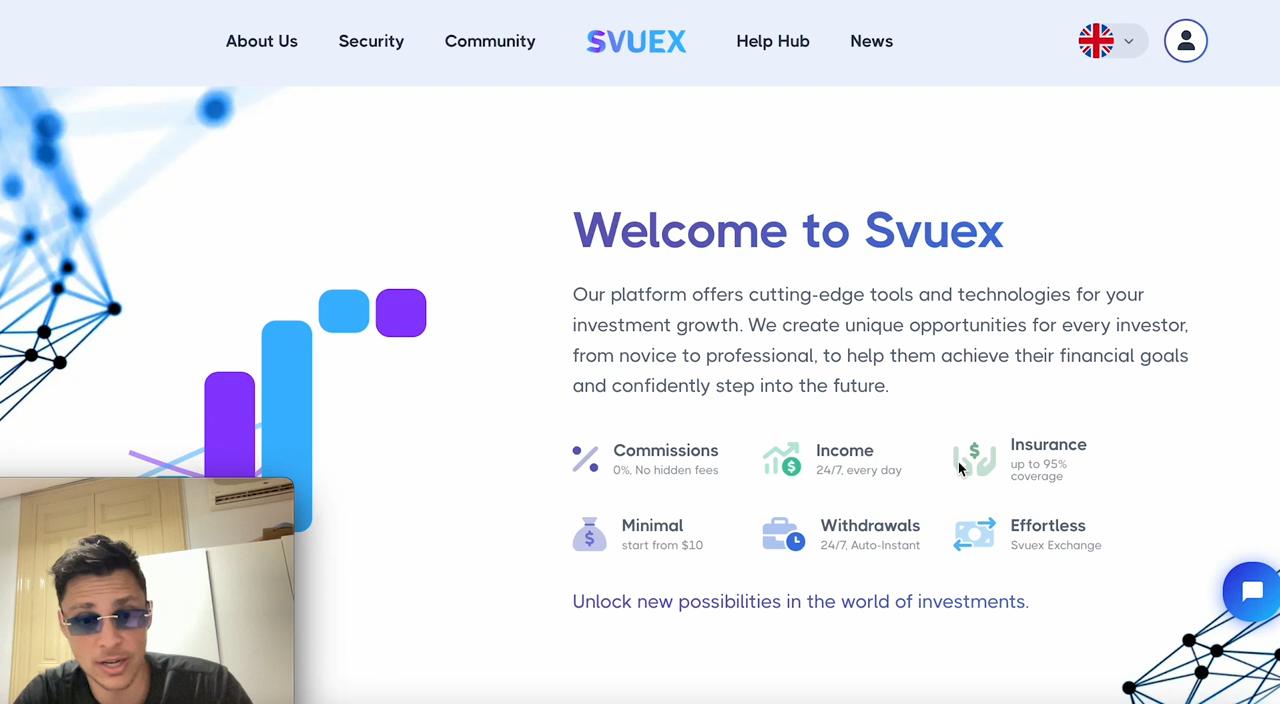 About Us
Security
Community
SVUEX
Help Hub
News
Welcome to Svuex
Our platform offers cutting-edge tools and technologies for your
investment growth. We create unique opportunities for every investor,
from novice to professional, to help them achieve their financial goals
and confidently step into the future.
Commissions
0%, No hidden fees
Income
24/7, every day
Insurance
up to 95%
coverage
Minimal
start from $10
Withdrawals
24/7, Auto-Instant
Effortless
Svuex Exchange
Unlock new possibilities in the world of investments.